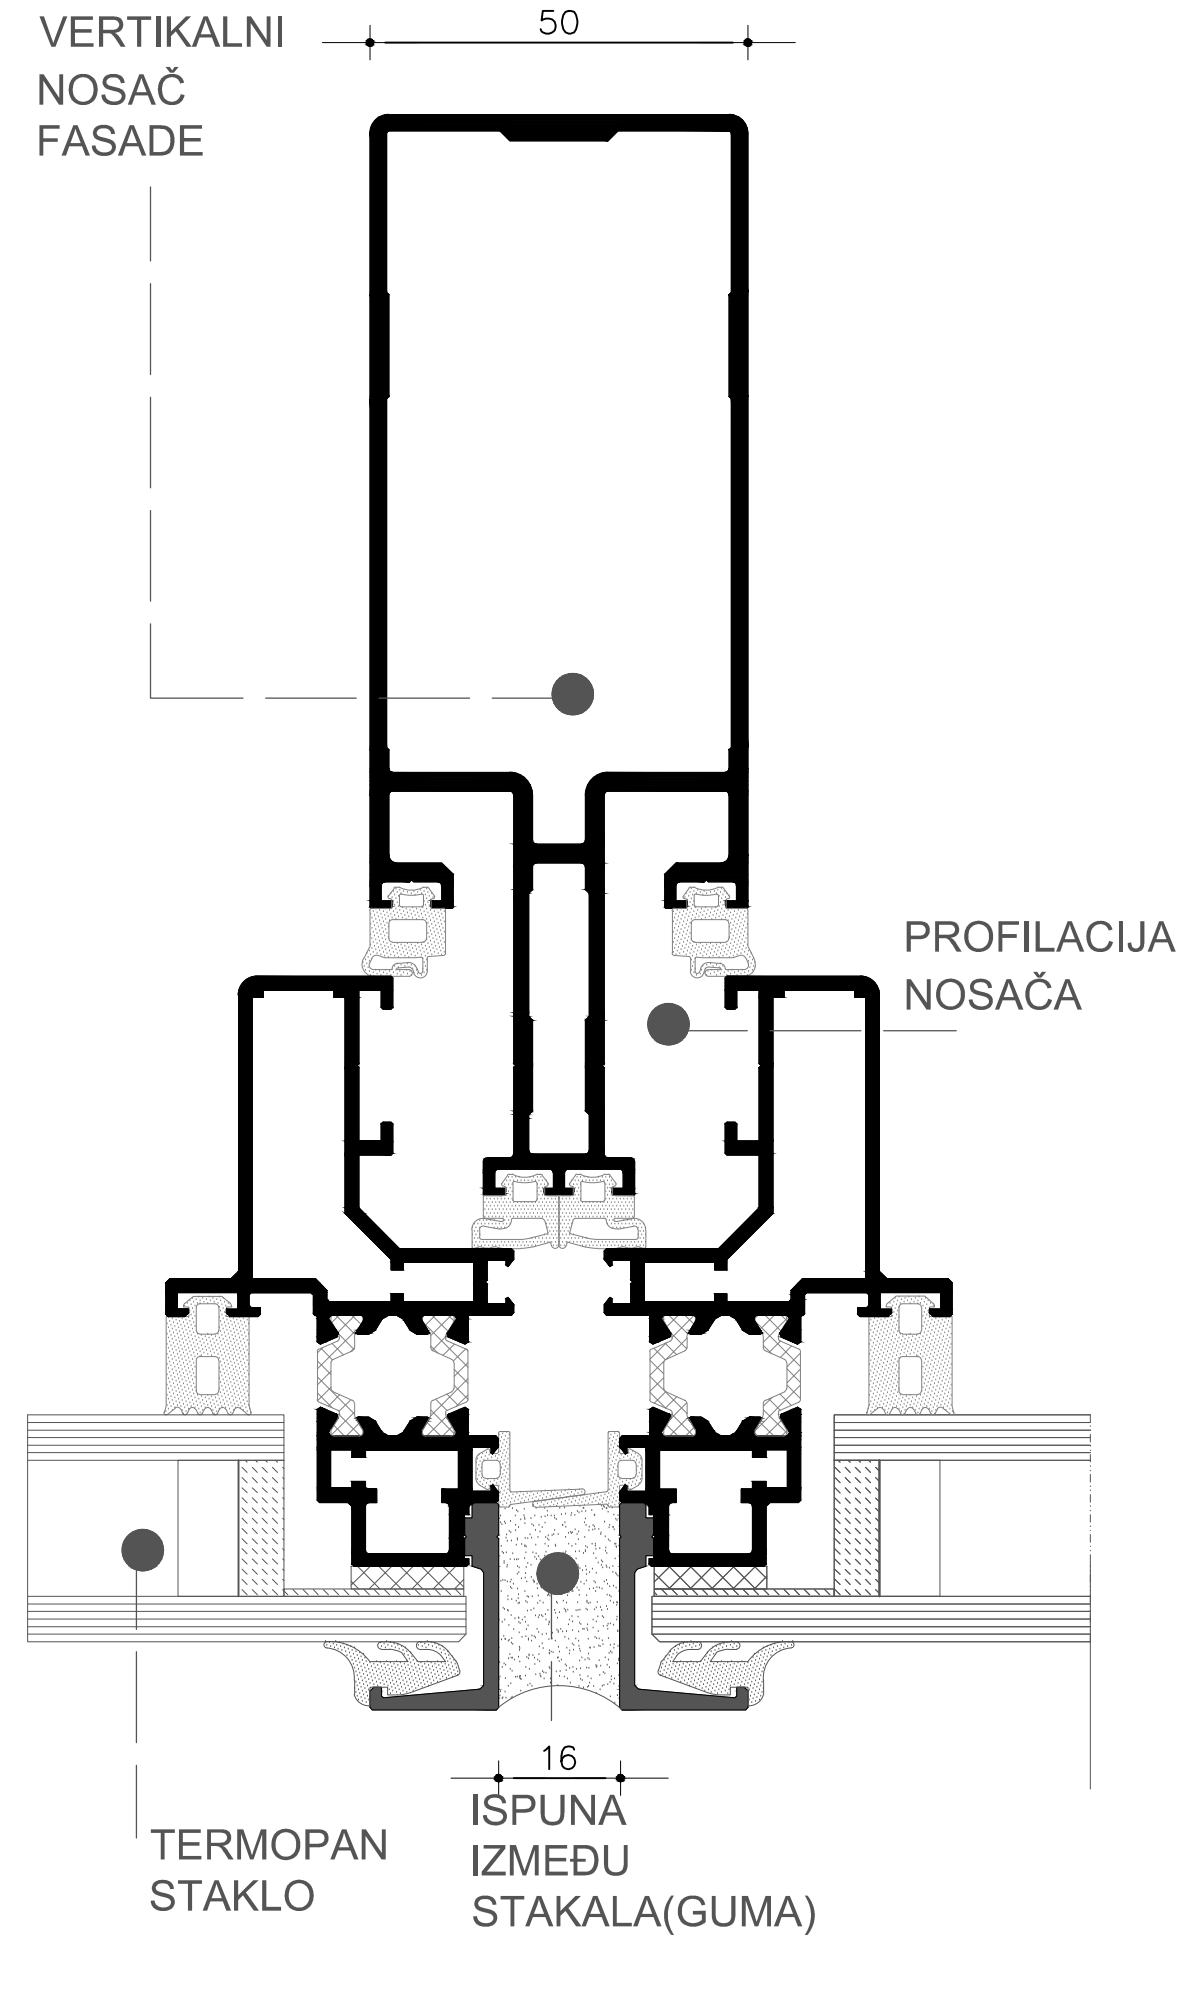 VERTIKALNI
NOSAČ
FASADE
50
PROFILACIJA
NOSAČA
16
ISPUNA
IZMEĐU
STAKALA(GUMA)
TERMOPAN
STAKLO